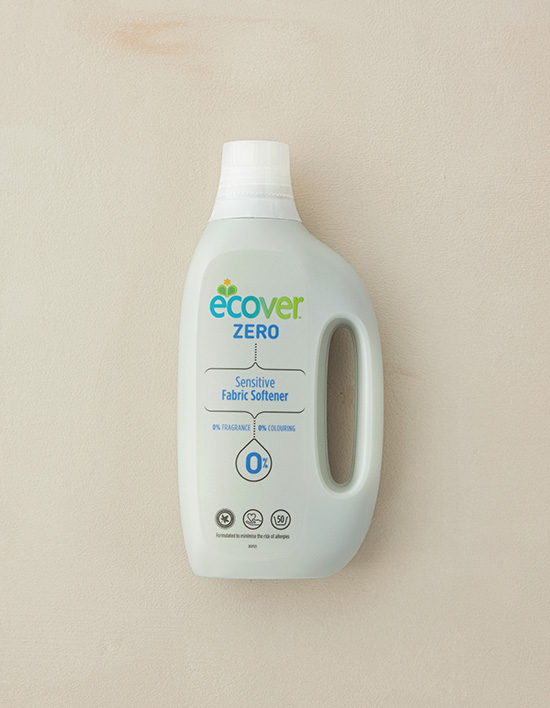 ecover
ZERO
Sensitive
Fabric Softener
0% FRAGRANCE 0% COLOURING
0%
50
Formulated to minimise the risk of allergies